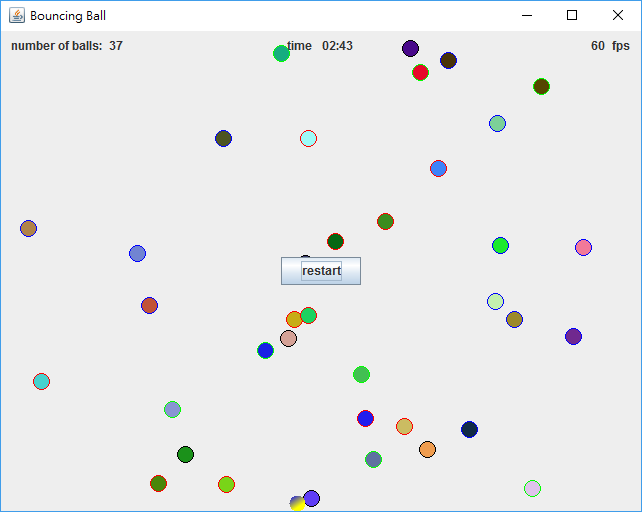 Bouncing Ball
number of balls:  37
time   02:43
60  fps
restart